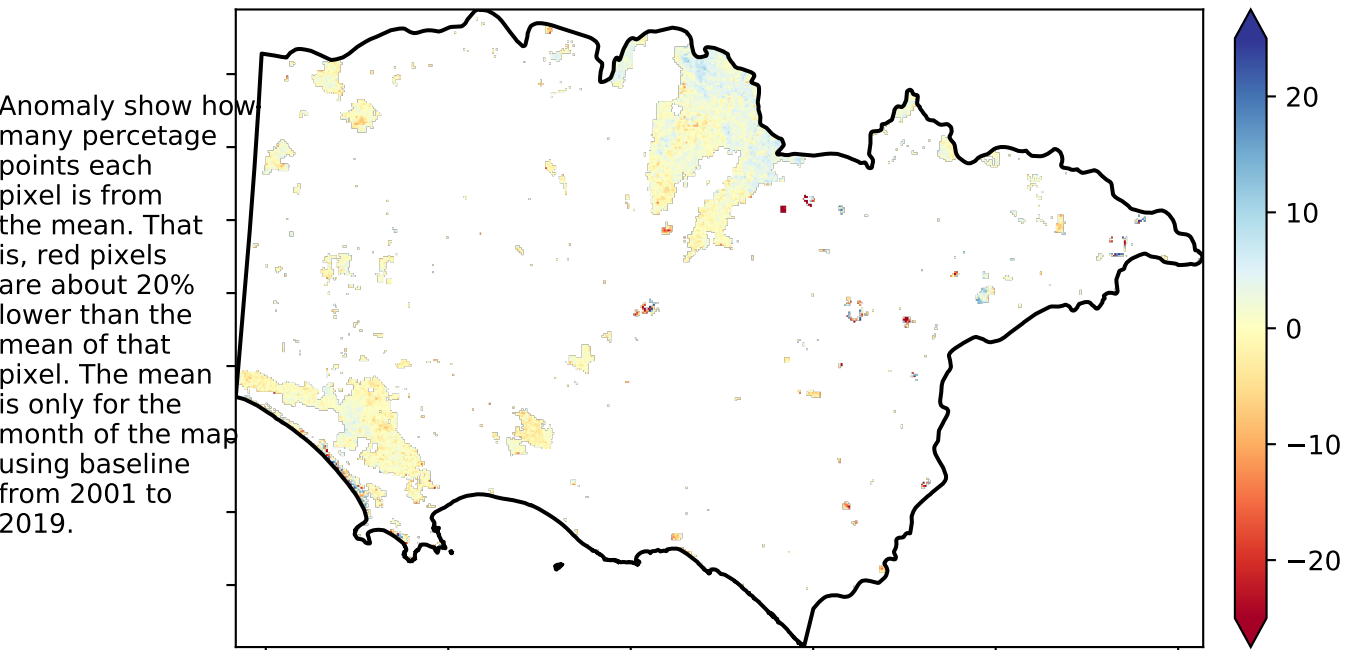 Anomaly show how
many percetage
points each
pixel is from
the mean. That
is, red pixels
are about 20%
lower than the
mean of that
pixel. The mean
is only for the
month of the map
using baseline
from 2001 to
2019.
20
10
0
−10
−20